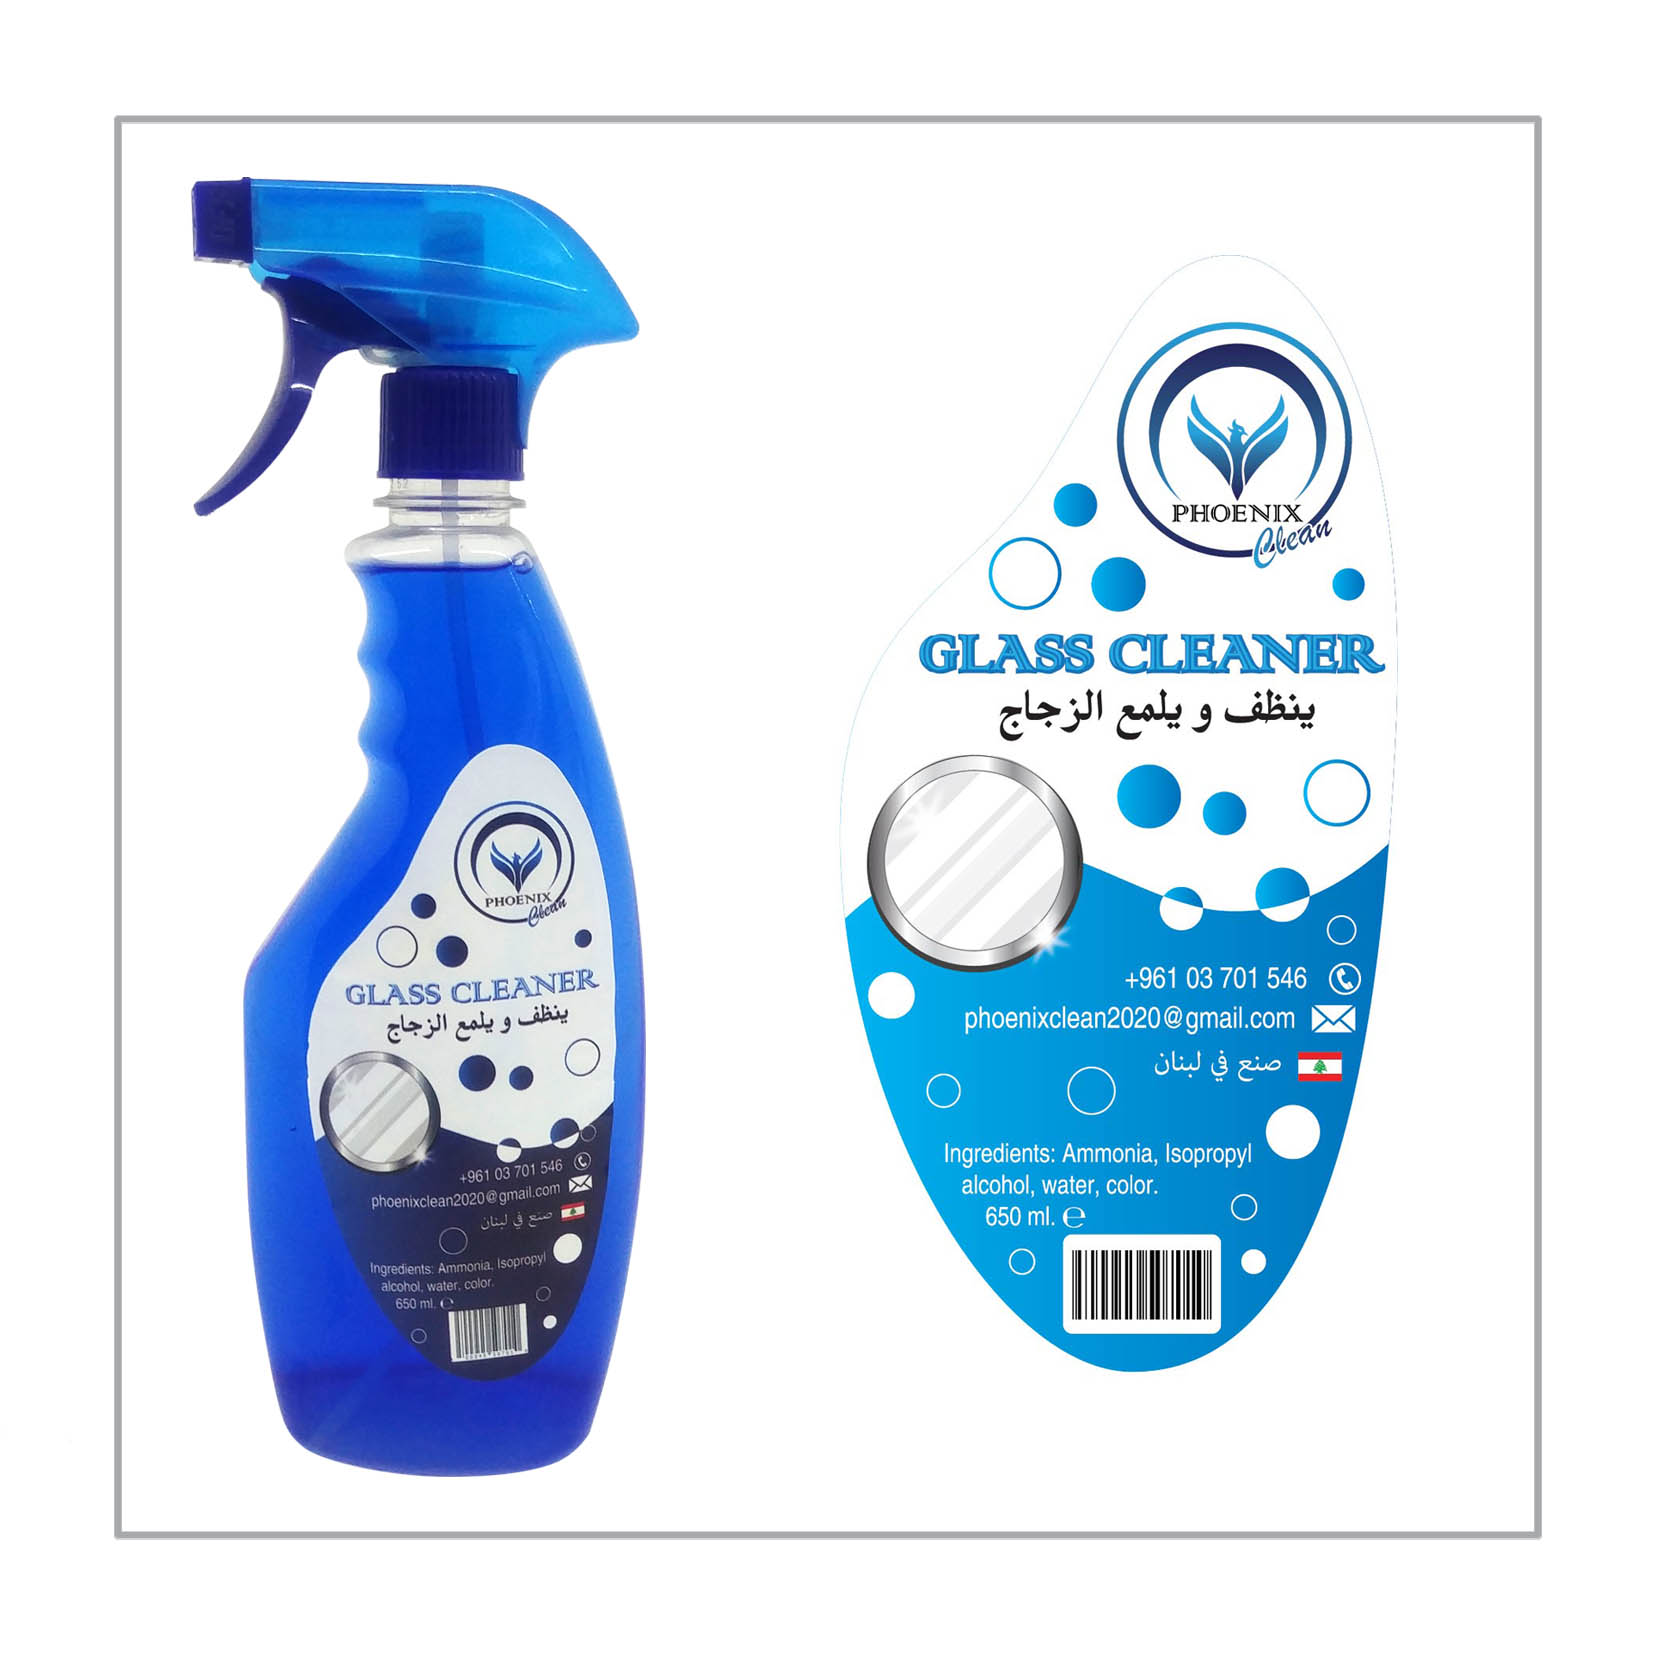 PHOENIX
Clean
GLASS CLEANER
ينظف و يلمع الزجاج
+961 03 701 546
phoenixclean2020@gmail.com
صنع في لبنان
Ingredients: Ammonia, Isopropyl
alcohol, water, color.
650 ml. ℮
PHOENIX
Clean
GLASS CLEANER
ينظف و يلمع الزجاج
+961 03 701 546
phoenixclean2020@gmail.com
صنع في لبنان
Ingredients: Ammonia, Isopropyl
alcohol, water, color.
650 ml. ℮